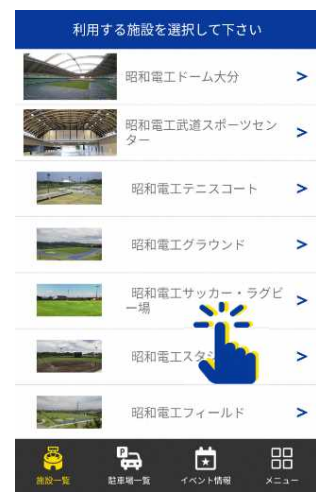 利用する施設を選択して下さい
昭和電工ドーム大分
>
昭和電工武道スポーツセン
ター
>
昭和電工テニスコート
>
昭和電工グラウンド
>
昭和電工サッカー・ラグビ
ー場
>
昭和電工スタジ
>
昭和電工フィールド
>
P
施設一覧
駐車場一覧
イベント情報
メニュー